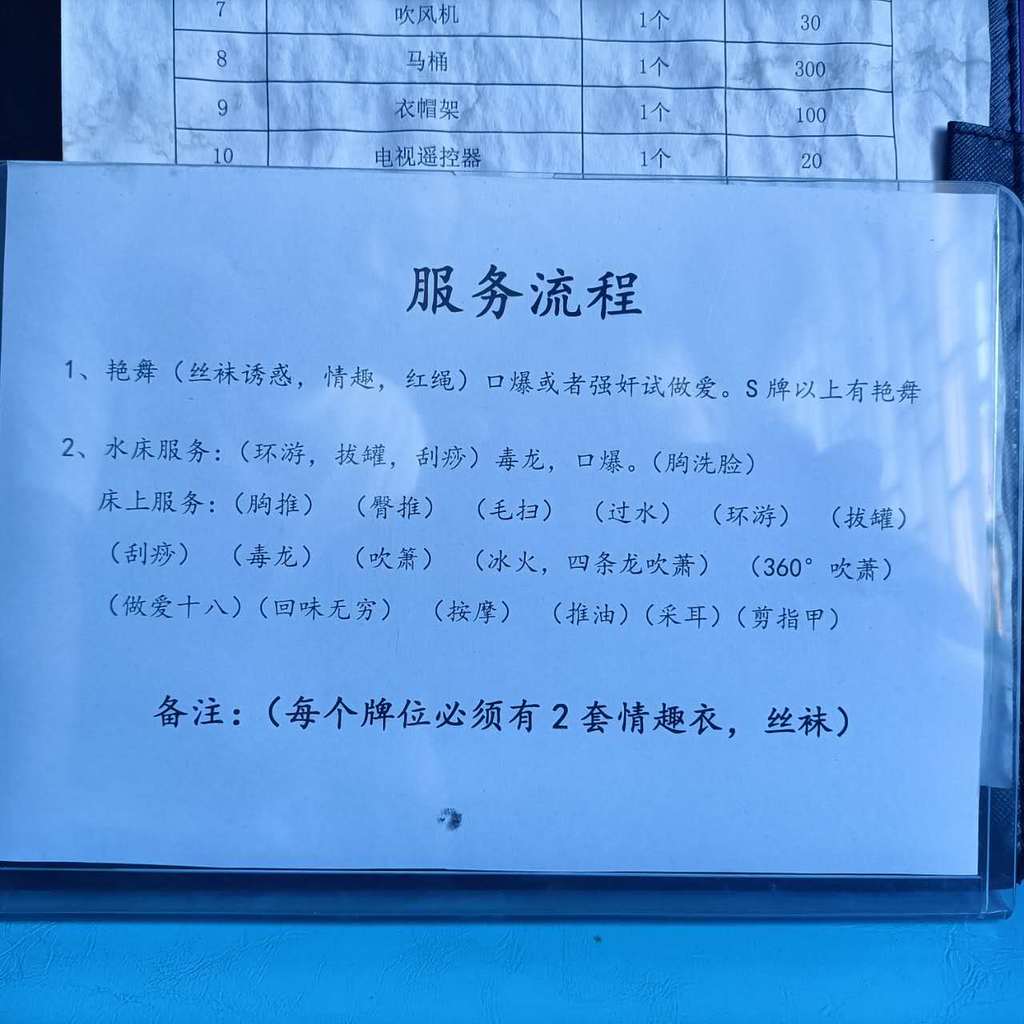 7 吹风机 1个 30
8 马桶 1个 300
9 衣帽架 1个 100
10 电视遥控器 1个 20
服务流程
1、艳舞（丝袜诱惑，情趣，红绳）口爆或者强奸试做爱。S 牌以上有艳舞
2、水床服务：（环游，拔罐，刮痧）毒龙，口爆。（胸洗脸）
床上服务：（胸推） （臀推） （毛扫） （过水） （环游） （拔罐）
（刮痧） （毒龙） （吹箫） （冰火，四条龙吹萧） （360°吹萧）
（做爱十八）（回味无穷） （按摩） （推油）（采耳）（剪指甲）
备注：（每个牌位必须有 2 套情趣衣，丝袜）